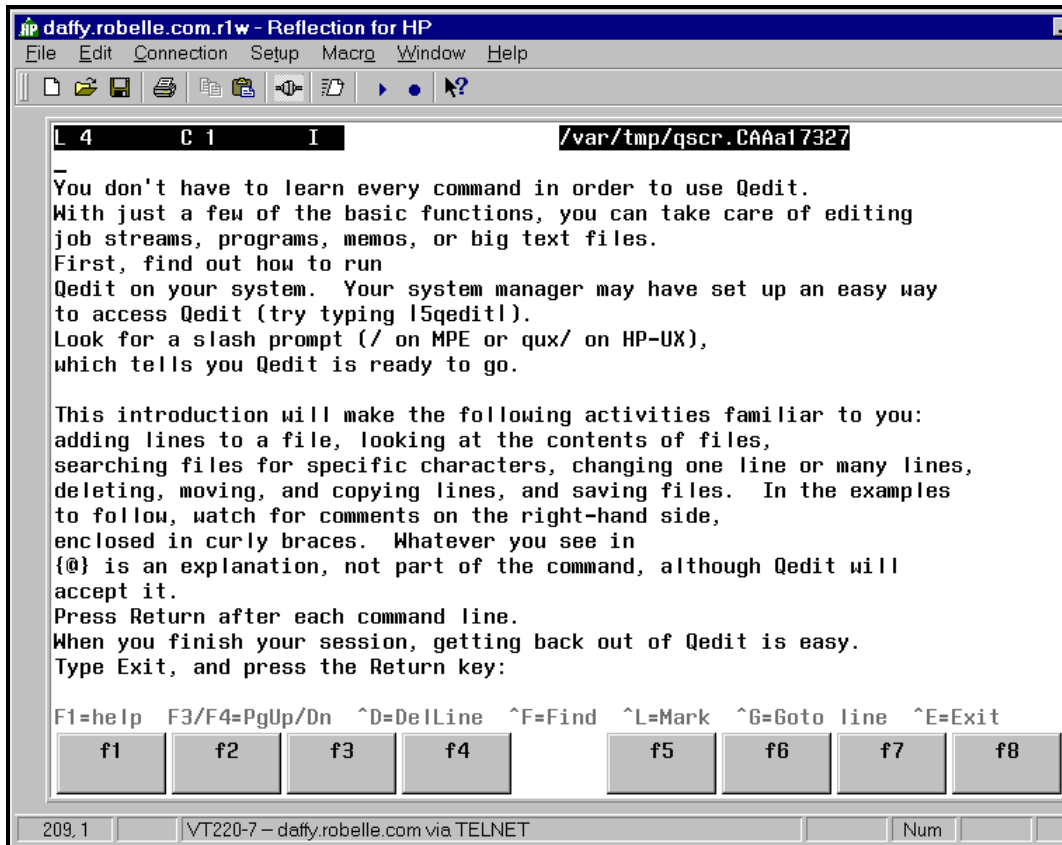 daffy.robelle.com.r1w - Reflection for HP
File Edit Connection Setup Macro Window Help
L 4 C 1 I /var/tmp/qscr.CAAa17327
You don't have to learn every command in order to use Qedit.
With just a few of the basic functions, you can take care of editing
job streams, programs, memos, or big text files.
First, find out how to run
Qedit on your system.  Your system manager may have set up an easy way
to access Qedit (try typing |5qedit|).
Look for a slash prompt (/ on MPE or qux/ on HP-UX),
which tells you Qedit is ready to go.
This introduction will make the following activities familiar to you:
adding lines to a file, looking at the contents of files,
searching files for specific characters, changing one line or many lines,
deleting, moving, and copying lines, and saving files.  In the examples
to follow, watch for comments on the right-hand side,
enclosed in curly braces.  Whatever you see in
{@} is an explanation, not part of the command, although Qedit will
accept it.
Press Return after each command line.
When you finish your session, getting back out of Qedit is easy.
Type Exit, and press the Return key:
F1=help F3/F4=PgUp/Dn ^D=DelLine ^F=Find ^L=Mark ^G=Goto line ^E=Exit
f1 f2 f3 f4 f5 f6 f7 f8
209, 1 VT220-7 -- daffy.robelle.com via TELNET Num